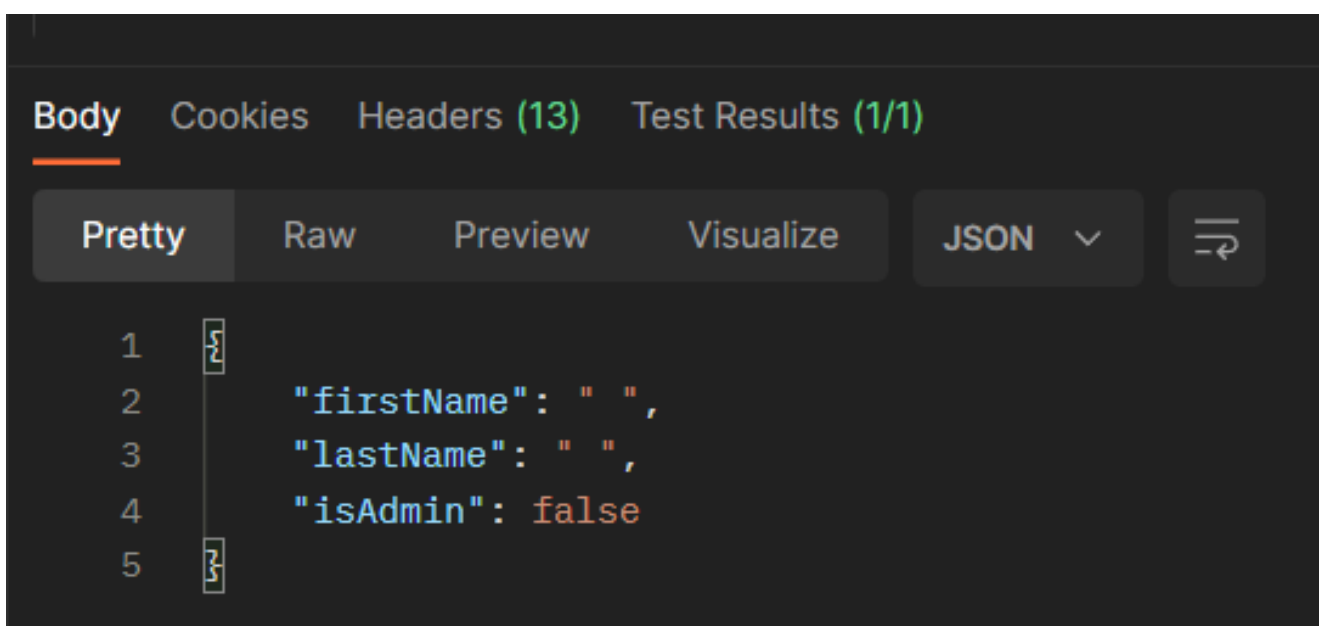 Body Cookies Headers (13) Test Results (1/1)
Pretty Raw Preview Visualize JSON
1 {
2 "firstName": " ",
3 "lastName": " ",
4 "isAdmin": false
5 }